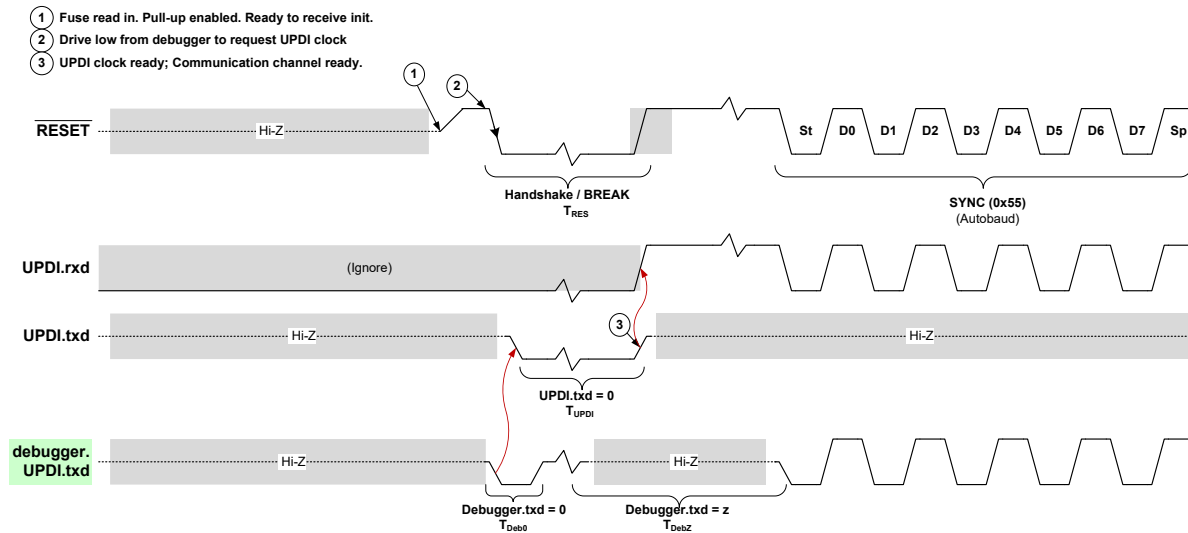 1 Fuse read in. Pull-up enabled. Ready to receive init.
2 Drive low from debugger to request UPDI clock
3 UPDI clock ready; Communication channel ready.
1
2
RESET
Hi-Z
St D0 D1 D2 D3 D4 D5 D6 D7 Sp
Handshake / BREAK
TRES
SYNC (0x55)
(Autobaud)
UPDI.rxd
(Ignore)
UPDI.txd
Hi-Z
3
Hi-Z
UPDI.txd = 0
TUPDI
debugger.
UPDI.txd
Hi-Z
Hi-Z
Debugger.txd = 0
TDeb0
Debugger.txd = z
TDebZ